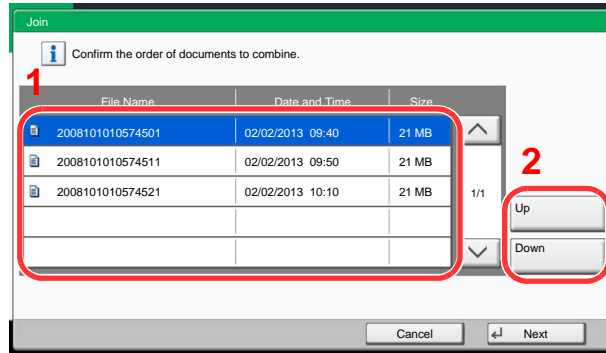 Join
i Confirm the order of documents to combine.
1
File Name Date and Time Size
2008101010574501 02/02/2013 09:40 21 MB
2008101010574511 02/02/2013 09:50 21 MB
2008101010574521 02/02/2013 10:10 21 MB
1/1
2
Up
Down
Cancel Next